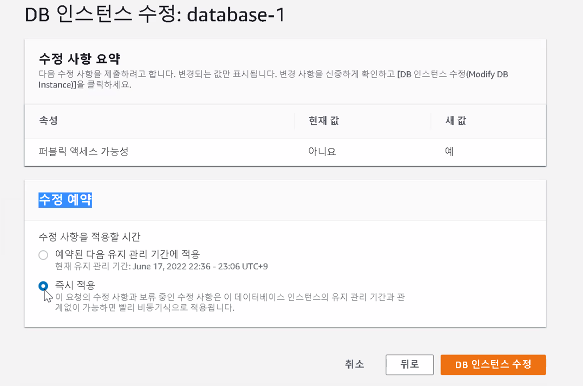 DB 인스턴스 수정: database-1
수정 사항 요약
다음 수정 사항을 제출하려고 합니다. 변경되는 값만 표시됩니다. 변경 사항을 신중하게 확인하고 [DB 인스턴스 수정(Modify DB
Instance)]을 클릭하세요.
속성 현재 값 새 값
퍼블릭 액세스 가능성 아니요 예
수정 예약
수정 사항을 적용할 시간
예약된 다음 유지 관리 기간에 적용
현재 유지 관리 기간: June 17, 2022 22:36 - 23:06 UTC+9
즉시 적용
이 요청의 수정 사항과 보류 중인 수정 사항은 이 데이터베이스 인스턴스의 유지 관리 기간과 관
계없이 가능하면 빨리 비동기식으로 적용됩니다.
취소 뒤로 DB 인스턴스 수정